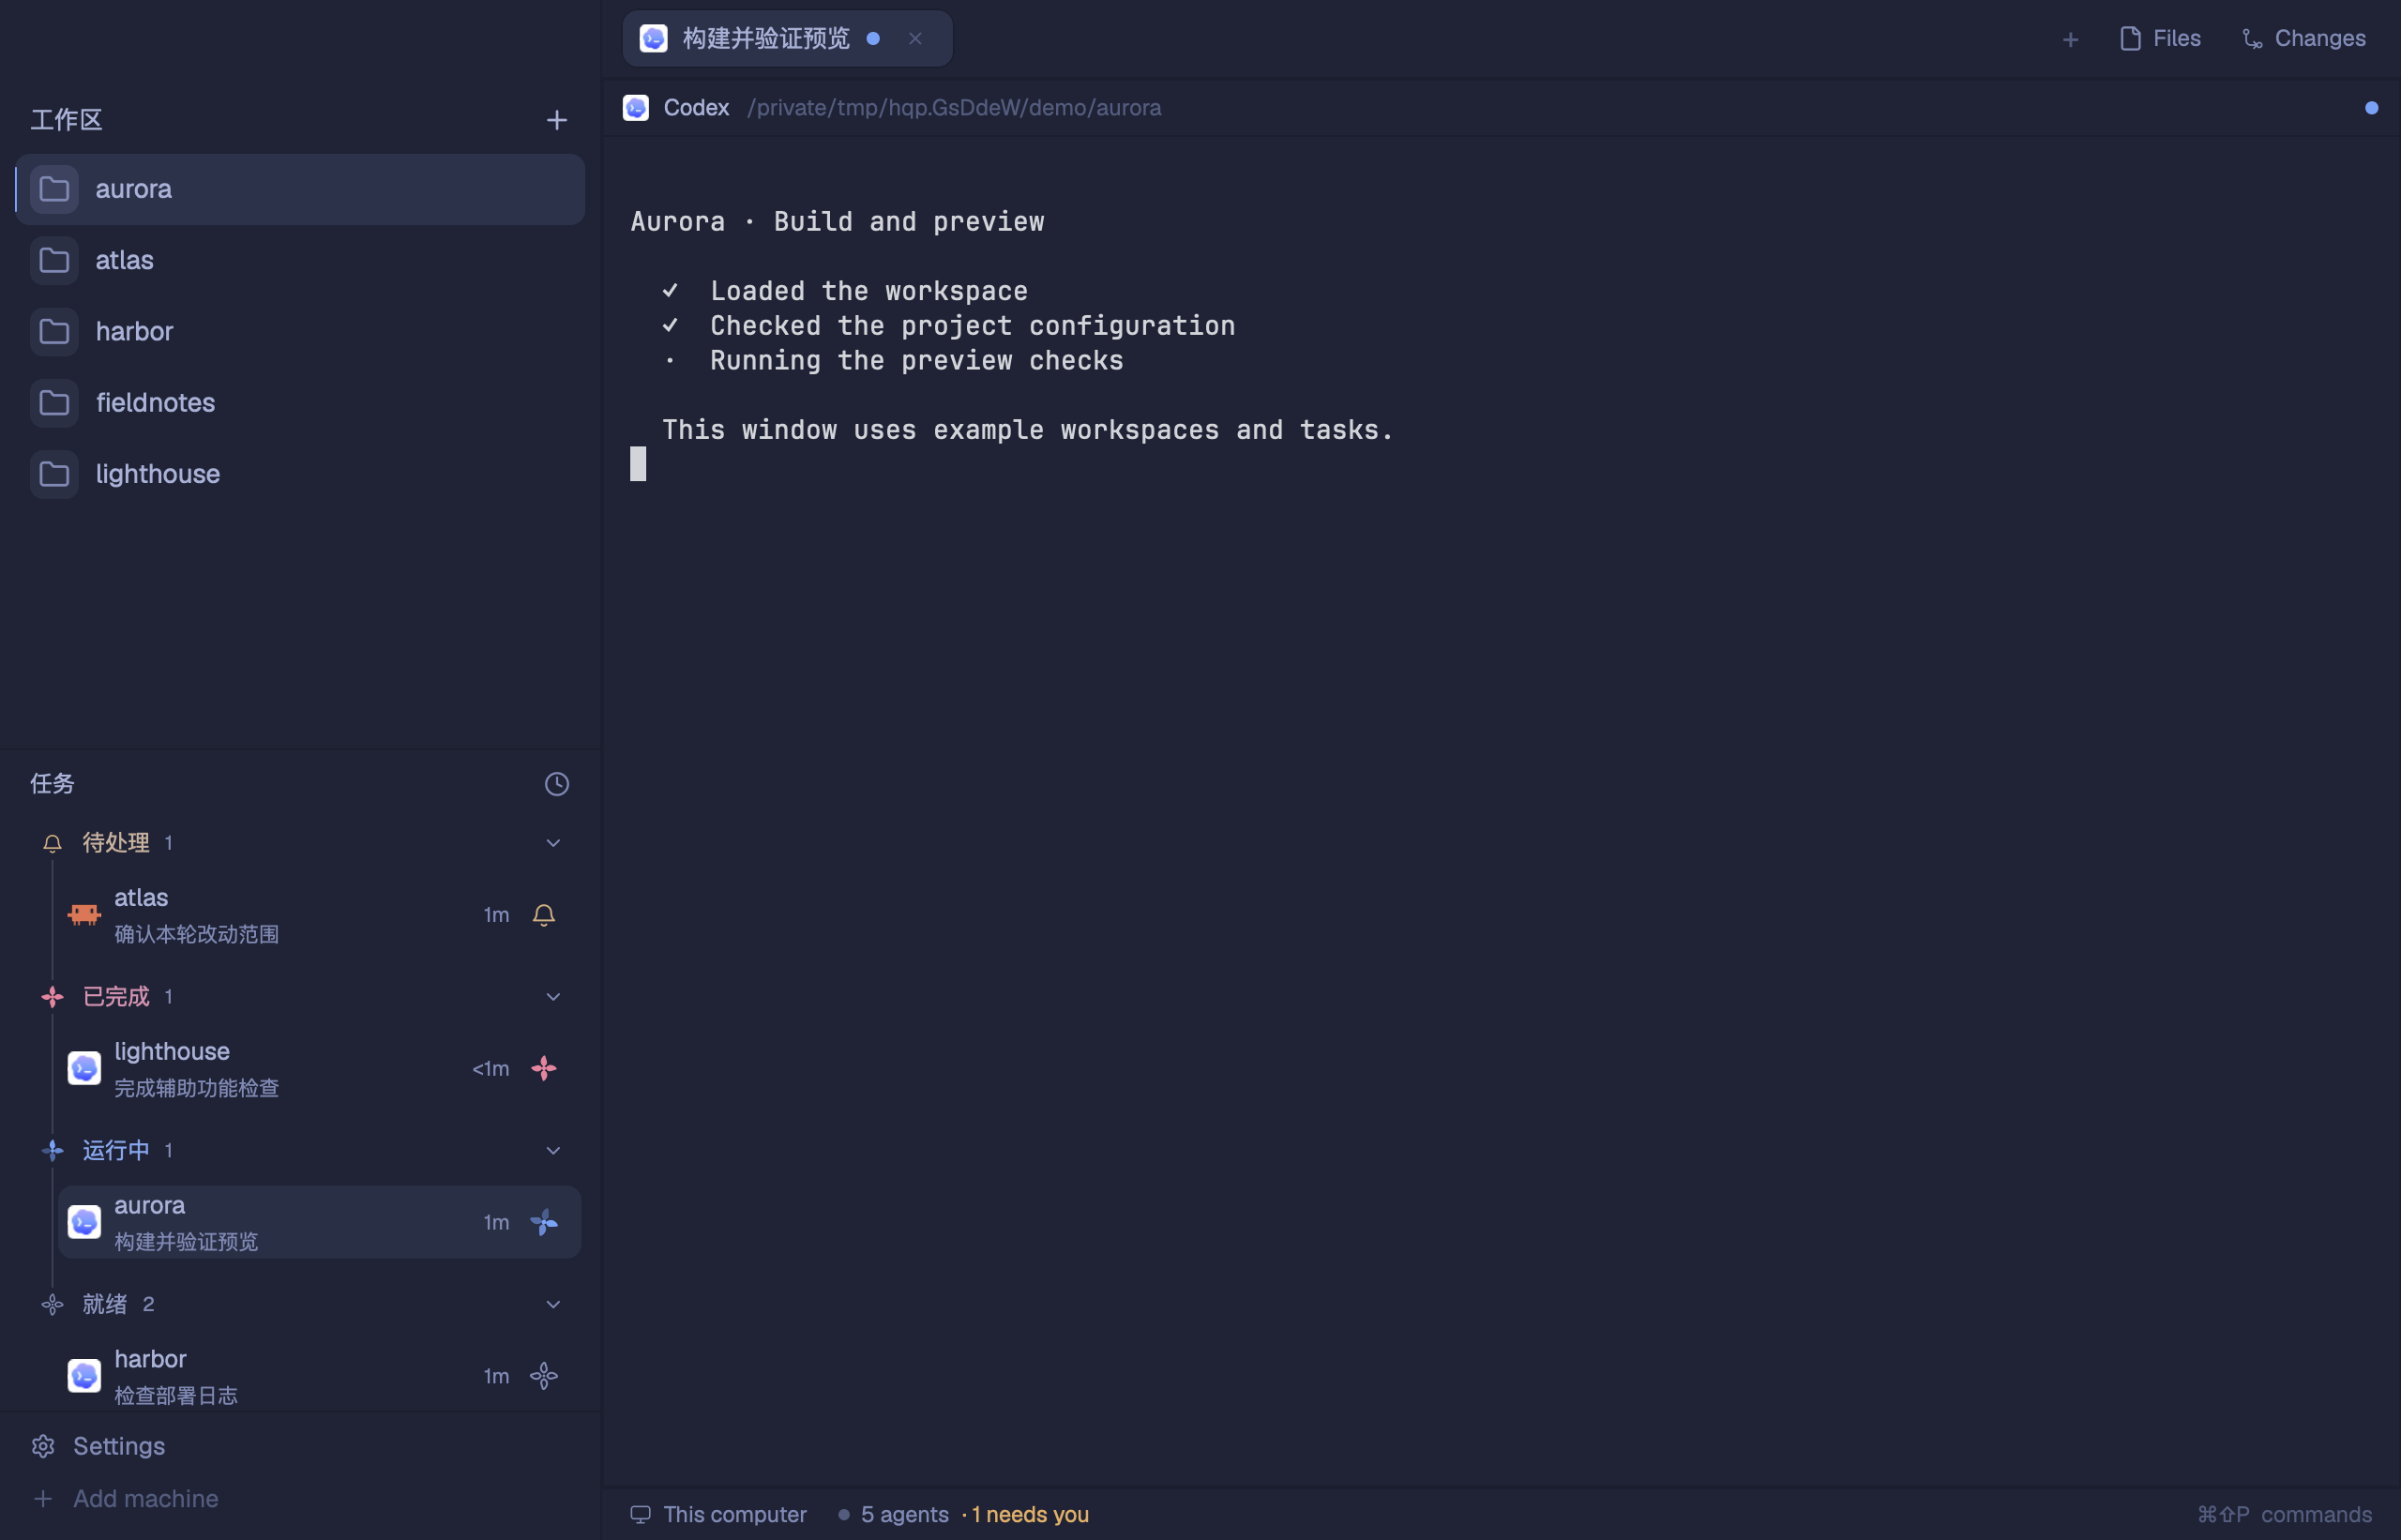 工作区
aurora
atlas
harbor
fieldnotes
lighthouse
任务
待处理 1
atlas
确认本轮改动范围
1m
已完成 1
lighthouse
完成辅助功能检查
<1m
运行中 1
aurora
构建并验证预览
1m
就绪 2
harbor
检查部署日志
1m
Settings
Add machine
构建并验证预览
Files
Changes
Codex /private/tmp/hqp.GsDdeW/demo/aurora
Aurora · Build and preview
✓ Loaded the workspace
✓ Checked the project configuration
· Running the preview checks
This window uses example workspaces and tasks.
This computer
5 agents · 1 needs you
⌘⇧P commands